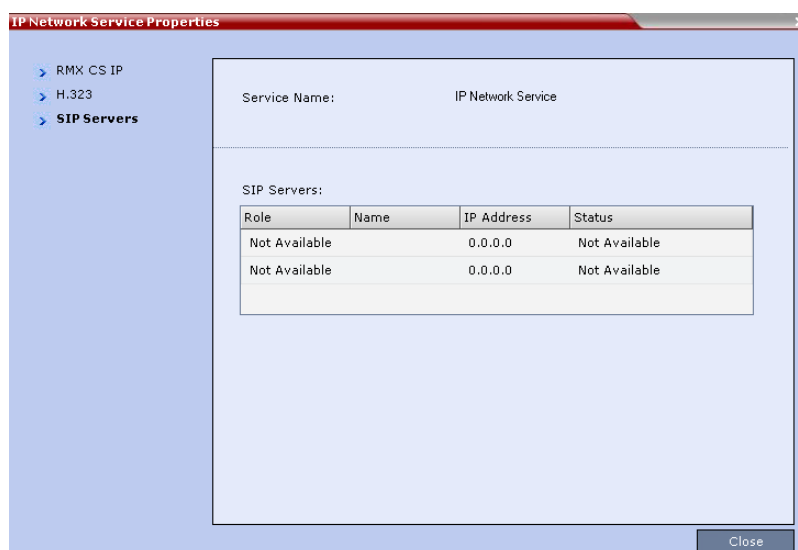 IP Network Service Properties
RMX CS IP
H.323
SIP Servers
Service Name: IP Network Service
SIP Servers:
Role Name IP Address Status
Not Available 0.0.0.0 Not Available
Not Available 0.0.0.0 Not Available
Close